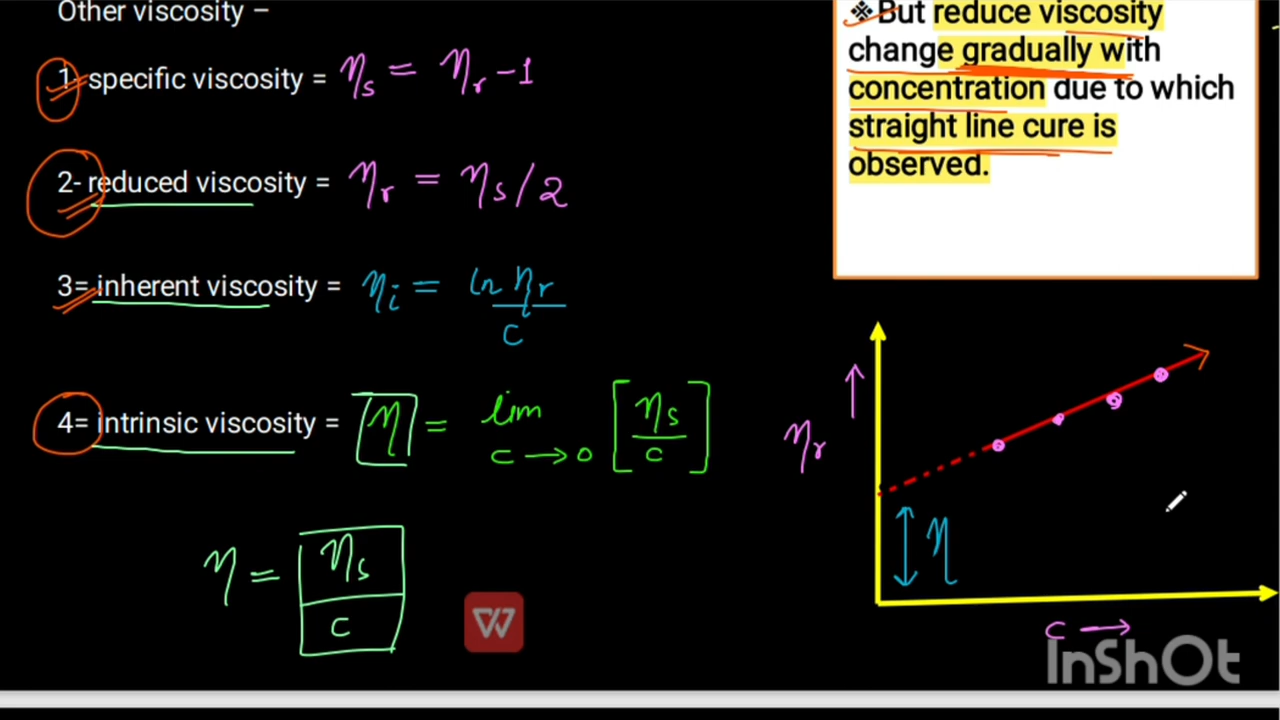 Other viscosity –
1- specific viscosity = ηs = ηr -1
2- reduced viscosity = ηr = ηs/2
3= inherent viscosity = ηi = ln ηr / c
4= intrinsic viscosity = [η] = lim c→0 [ηs / c]
η = ηs / c
❖But reduce viscosity
change gradually with
concentration due to which
straight line cure is
observed.
ηr
η
c →
InShOt